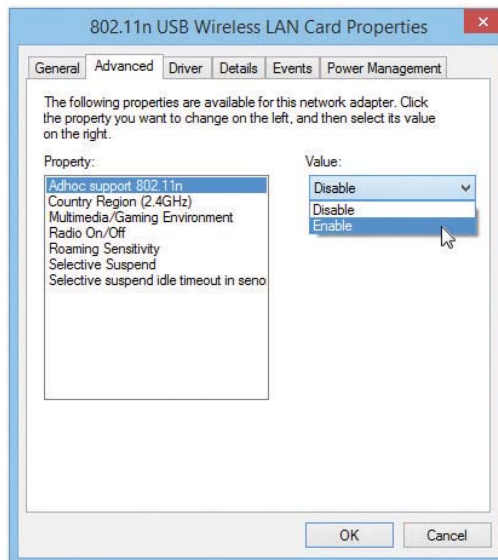 802.11n USB Wireless LAN Card Properties
General Advanced Driver Details Events Power Management
The following properties are available for this network adapter. Click
the property you want to change on the left, and then select its value
on the right.
Property:
Value:
Adhoc support 802.11n
Country Region (2.4GHz)
Multimedia/Gaming Environment
Radio On/Off
Roaming Sensitivity
Selective Suspend
Selective suspend idle timeout in seno
Disable
Disable
Enable
OK Cancel